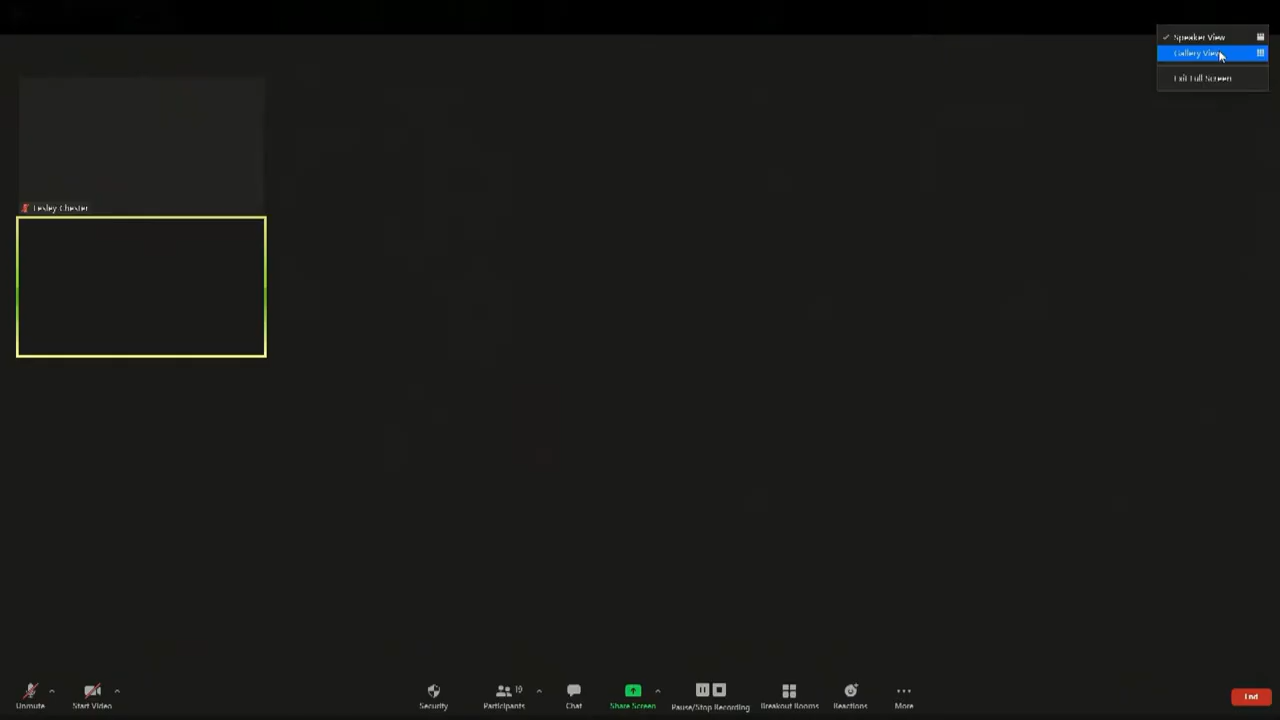 Speaker View
Gallery View
Exit Full Screen
Lesley Chester
Unmute
Start Video
Security
Participants 19
Chat
Share Screen
Pause/Stop Recording
Breakout Rooms
Reactions
More
End